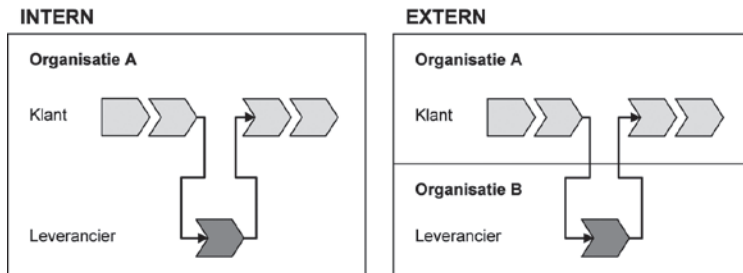 INTERN
Organisatie A
Klant
Leverancier
EXTERN
Organisatie A
Klant
Organisatie B
Leverancier